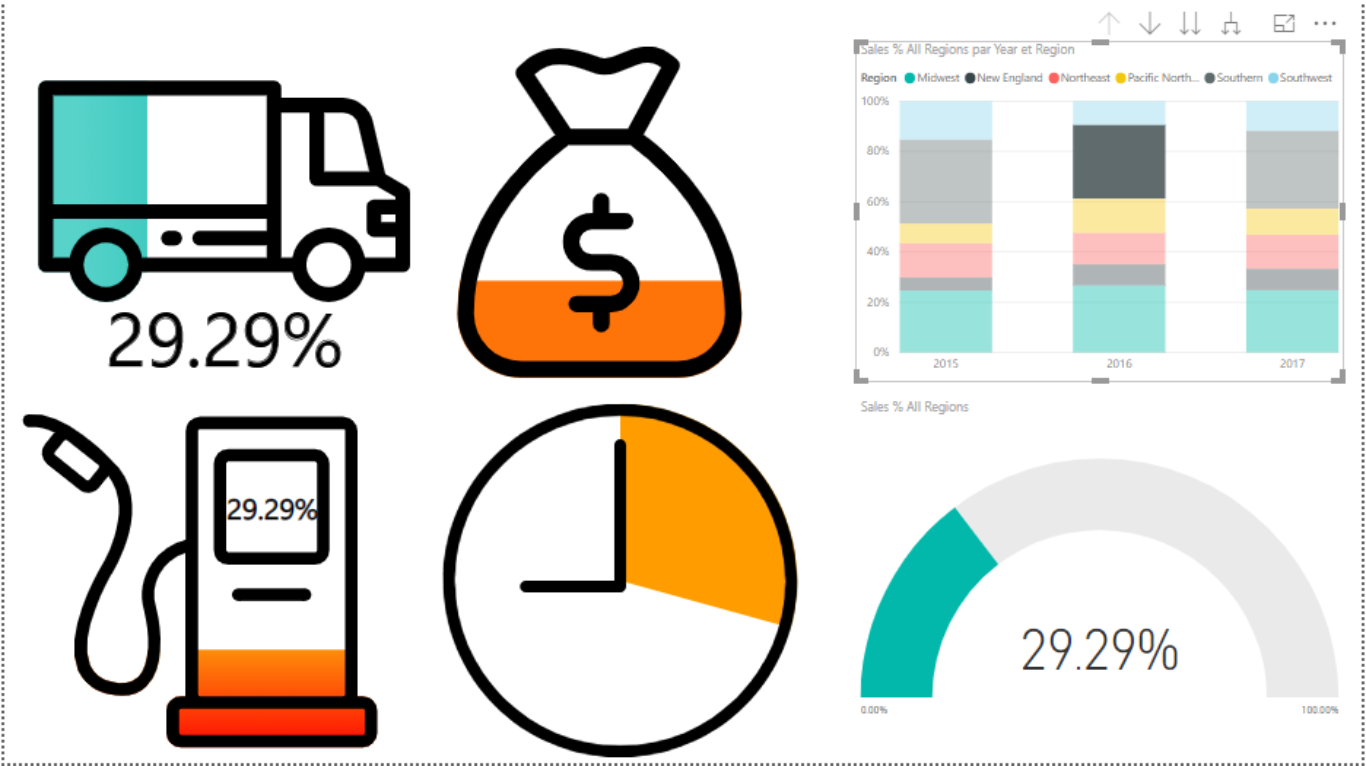 29.29%
$
29.29%
Sales % All Regions par Year et Region
Region Midwest New England Northeast Pacific North... Southern Southwest
100%
80%
60%
40%
20%
0%
2015 2016 2017
Sales % All Regions
29.29%
0.00% 100.00%